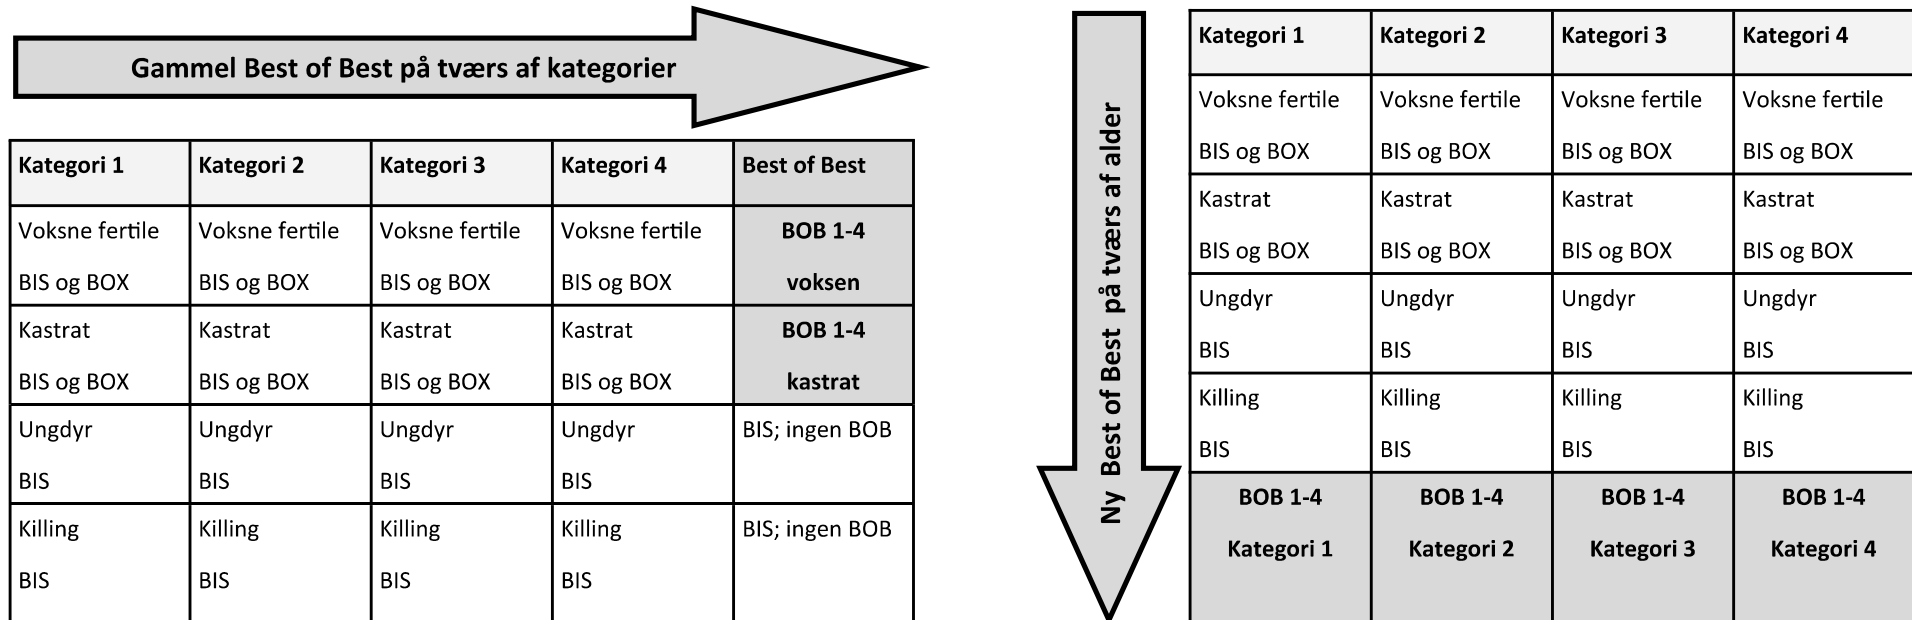 Gammel Best of Best på tværs af kategorier
Kategori 1 Kategori 2 Kategori 3 Kategori 4 Best of Best
Voksne fertile Voksne fertile Voksne fertile Voksne fertile BOB 1-4
BIS og BOX BIS og BOX BIS og BOX BIS og BOX voksen
Kastrat Kastrat Kastrat Kastrat BOB 1-4
BIS og BOX BIS og BOX BIS og BOX BIS og BOX kastrat
Ungdyr Ungdyr Ungdyr Ungdyr BIS; ingen BOB
BIS BIS BIS BIS
Killing Killing Killing Killing BIS; ingen BOB
BIS BIS BIS BIS
Ny Best of Best på tværs af alder
Kategori 1 Kategori 2 Kategori 3 Kategori 4
Voksne fertile Voksne fertile Voksne fertile Voksne fertile
BIS og BOX BIS og BOX BIS og BOX BIS og BOX
Kastrat Kastrat Kastrat Kastrat
BIS og BOX BIS og BOX BIS og BOX BIS og BOX
Ungdyr Ungdyr Ungdyr Ungdyr
BIS BIS BIS BIS
Killing Killing Killing Killing
BIS BIS BIS BIS
BOB 1-4 BOB 1-4 BOB 1-4 BOB 1-4
Kategori 1 Kategori 2 Kategori 3 Kategori 4